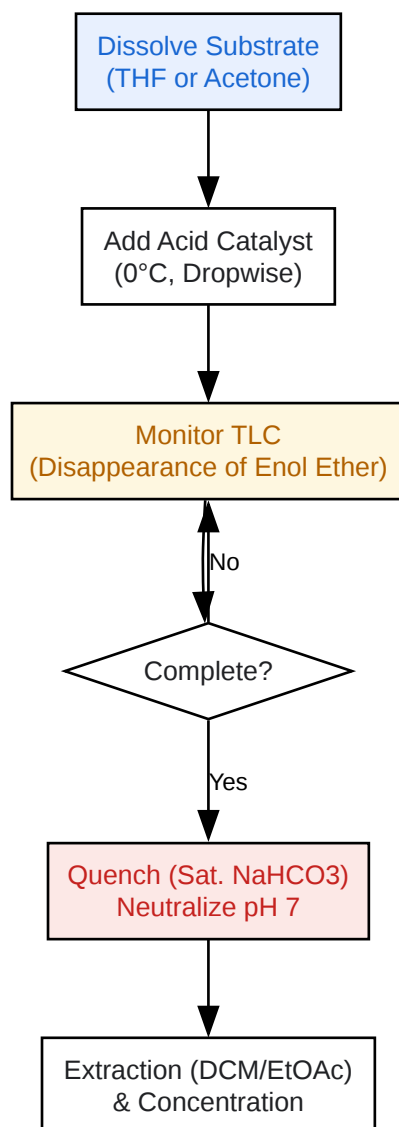 Dissolve Substrate
(THF or Acetone)
Add Acid Catalyst
(0°C, Dropwise)
Monitor TLC
(Disappearance of Enol Ether)
No
Complete?
Yes
Quench (Sat. NaHCO3)
Neutralize pH 7
Extraction (DCM/EtOAc)
& Concentration